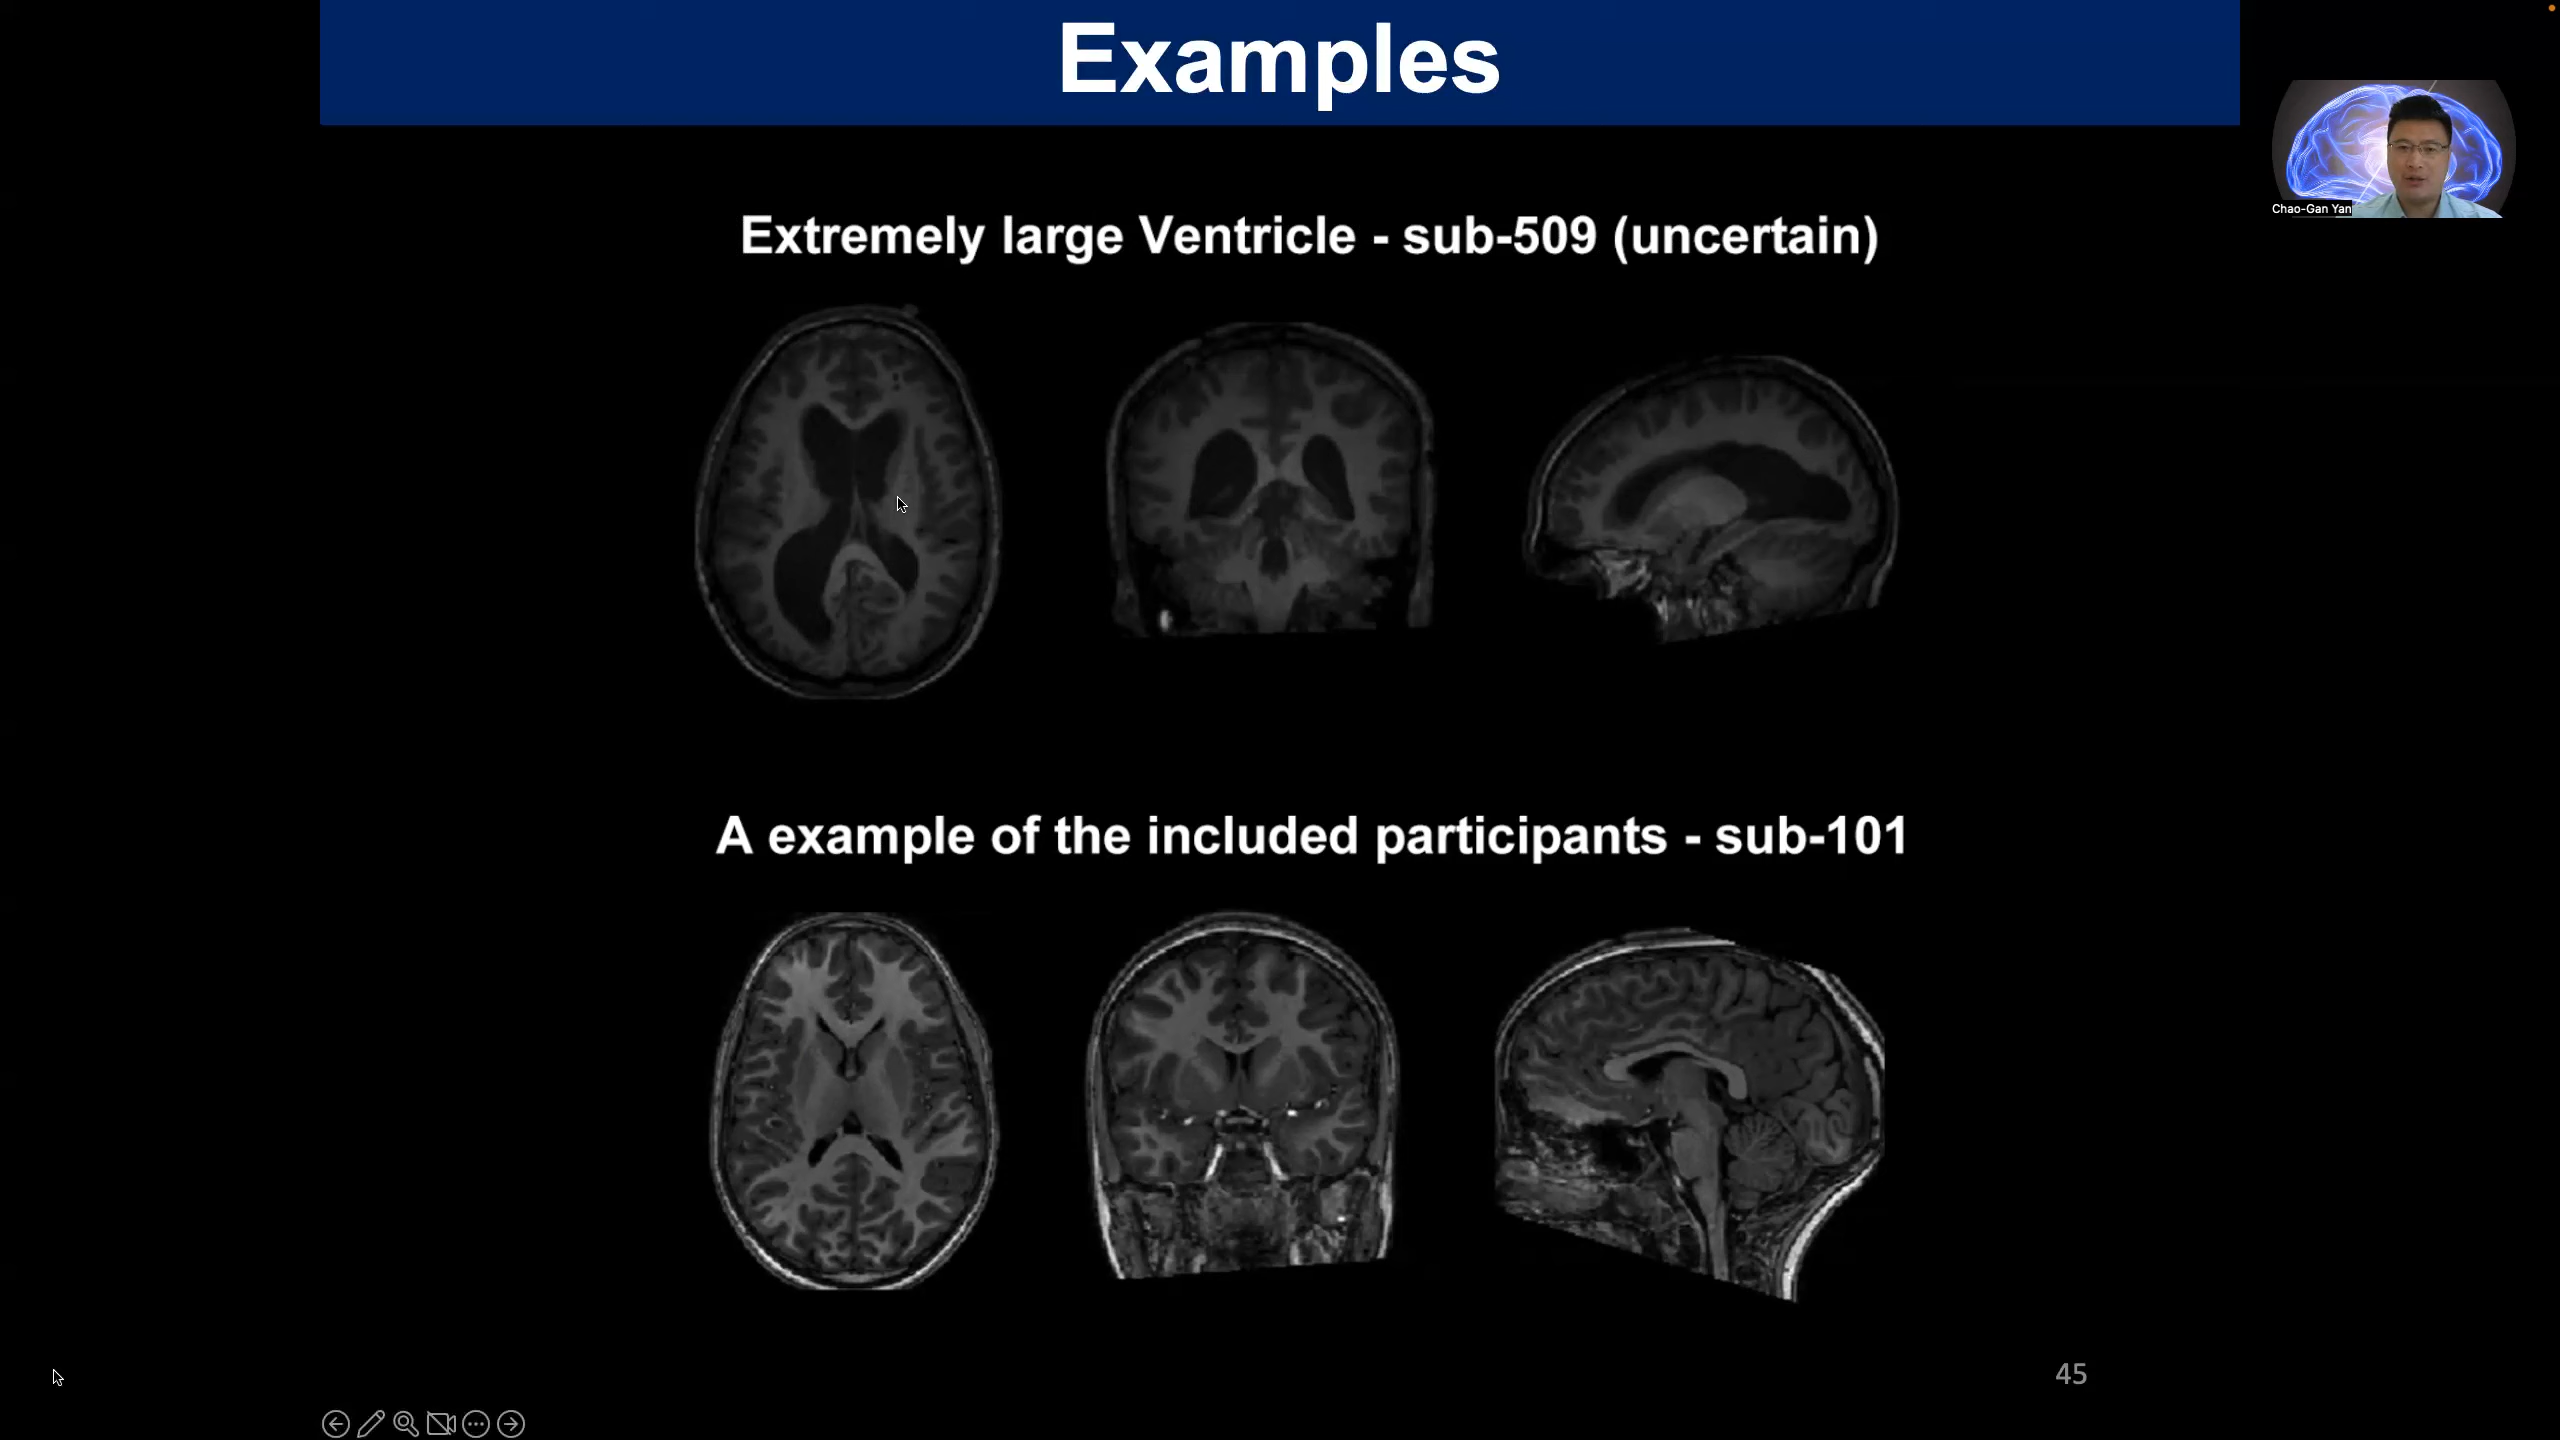 Examples
Chao-Gan Yan
Extremely large Ventricle - sub-509 (uncertain)
A example of the included participants - sub-101
45